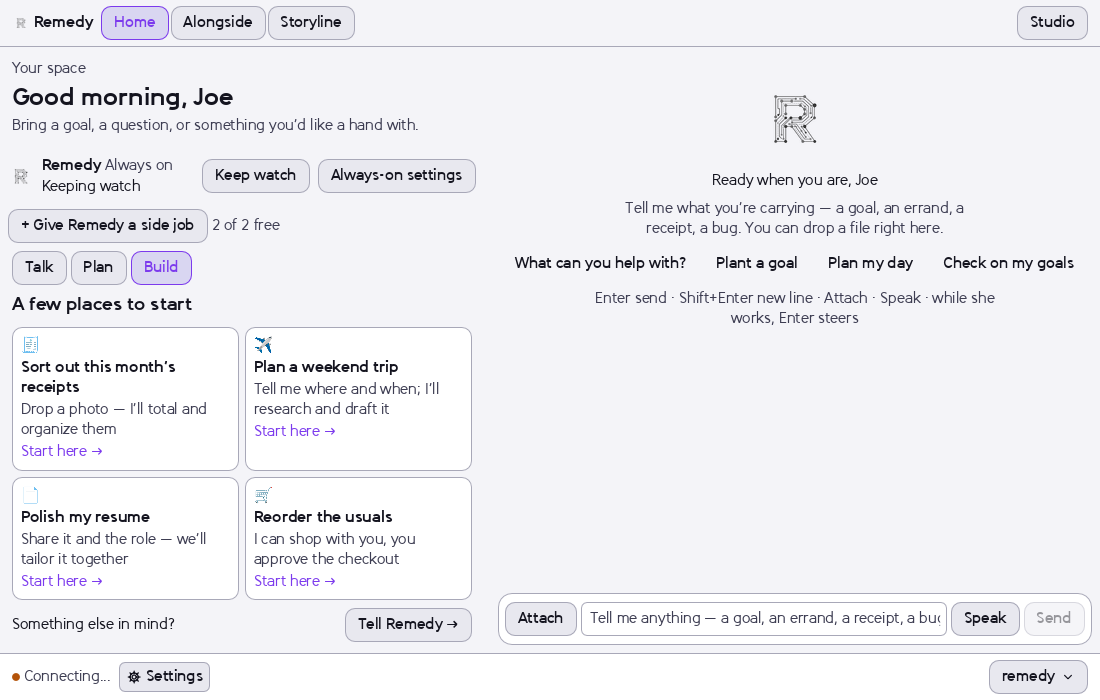 Remedy Home Alongside Storyline Studio
Your space
Good morning, Joe
Bring a goal, a question, or something you'd like a hand with.
Remedy Always on
Keeping watch
Keep watch Always-on settings
+ Give Remedy a side job 2 of 2 free
Talk Plan Build
A few places to start
Sort out this month's
receipts
Drop a photo — I'll total and
organize them
Start here →
Plan a weekend trip
Tell me where and when; I'll
research and draft it
Start here →
Polish my resume
Share it and the role — we'll
tailor it together
Start here →
Reorder the usuals
I can shop with you, you
approve the checkout
Start here →
Something else in mind? Tell Remedy →
Ready when you are, Joe
Tell me what you're carrying — a goal, an errand, a
receipt, a bug. You can drop a file right here.
What can you help with? Plant a goal Plan my day Check on my goals
Enter send · Shift+Enter new line · Attach · Speak · while she
works, Enter steers
Attach Tell me anything — a goal, an errand, a receipt, a bug Speak Send
Connecting... Settings remedy